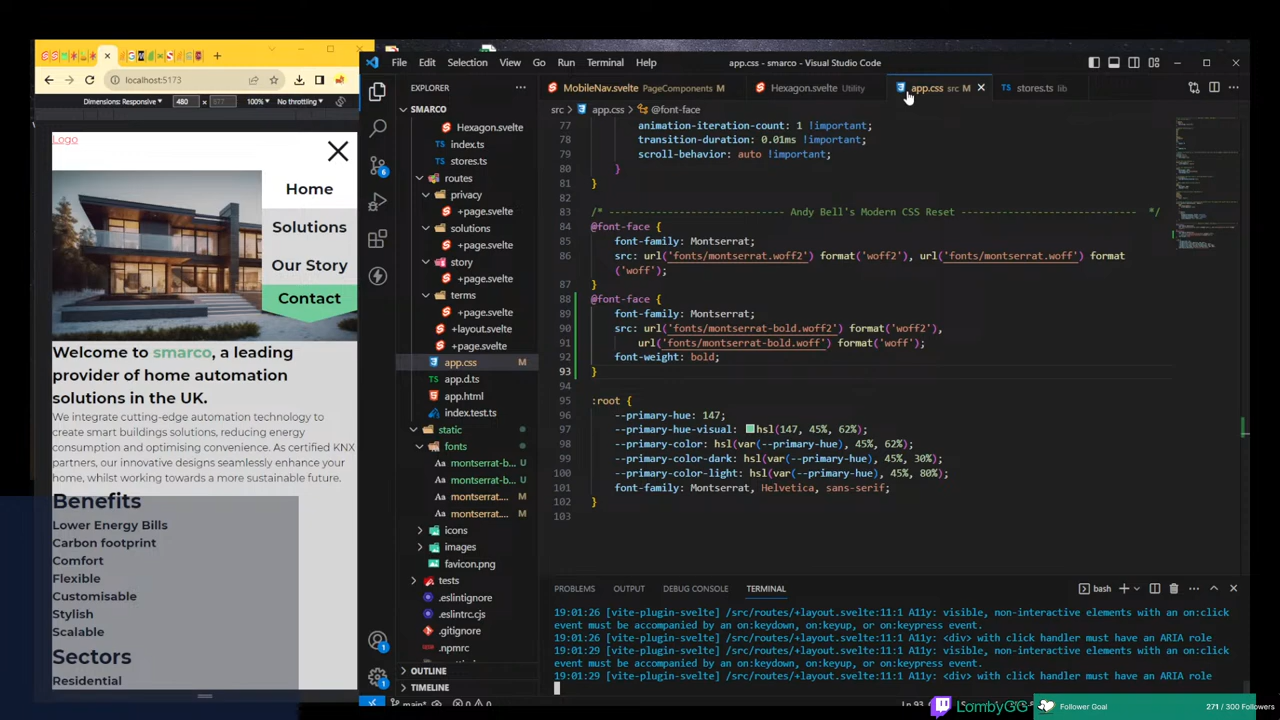 File Edit Selection View Go Run Terminal Help
app.css - smarco - Visual Studio Code
localhost:5173
Dimensions: Responsive 480 × 877 100% No throttling
Logo
Home
Solutions
Our Story
Contact
Welcome to smarco, a leading
provider of home automation
solutions in the UK.
We integrate cutting-edge automation technology to
create smart buildings solutions, reducing energy
consumption and optimising convenience. As certified KNX
partners, our innovative designs seamlessly enhance your
home, whilst working towards a more sustainable future.
Benefits
Lower Energy Bills
Carbon footprint
Comfort
Flexible
Customisable
Stylish
Scalable
Sectors
Residential
EXPLORER
SMARCO
Hexagon.svelte
TS index.ts
TS stores.ts
routes
privacy
+page.svelte
solutions
+page.svelte
story
+page.svelte
terms
+page.svelte
+layout.svelte
+page.svelte
app.css M
TS app.d.ts
app.html
index.test.ts
static
fonts
Aa montserrat-b...
Aa montserrat-b...
Aa montserrat....
Aa montserrat....
icons
images
favicon.png
tests
.eslintignore
.eslintrc.cjs
.gitignore
.npmrc
OUTLINE
TIMELINE
6
1
MobileNav.svelte PageComponents M
Hexagon.svelte Utility
app.css src M
TS stores.ts lib
src > app.css > @font-face
77 animation-iteration-count: 1 !important;
78 transition-duration: 0.01ms !important;
79 scroll-behavior: auto !important;
80 }
81 }
82
83 /* ------------------------------ Andy Bell's Modern CSS Reset ------------------------------ */
84 @font-face {
85 font-family: Montserrat;
86 src: url('fonts/montserrat.woff2') format('woff2'), url('fonts/montserrat.woff') format
('woff');
87 }
88 @font-face {
89 font-family: Montserrat;
90 src: url('fonts/montserrat-bold.woff2') format('woff2'),
91 url('fonts/montserrat-bold.woff') format('woff');
92 font-weight: bold;
93 }
94
95 :root {
96 --primary-hue: 147;
97 --primary-hue-visual: hsl(147, 45%, 62%);
98 --primary-color: hsl(var(--primary-hue), 45%, 62%);
99 --primary-color-dark: hsl(var(--primary-hue), 45%, 30%);
100 --primary-color-light: hsl(var(--primary-hue), 45%, 80%);
101 font-family: Montserrat, Helvetica, sans-serif;
102 }
103
PROBLEMS OUTPUT DEBUG CONSOLE TERMINAL
bash
19:01:26 [vite-plugin-svelte] /src/routes/+layout.svelte:11:1 A11y: visible, non-interactive elements with an on:click
event must be accompanied by an on:keydown, on:keyup, or on:keypress event.
19:01:26 [vite-plugin-svelte] /src/routes/+layout.svelte:11:1 A11y: <div> with click handler must have an ARIA role
19:01:29 [vite-plugin-svelte] /src/routes/+layout.svelte:11:1 A11y: visible, non-interactive elements with an on:click
event must be accompanied by an on:keydown, on:keyup, or on:keypress event.
19:01:29 [vite-plugin-svelte] /src/routes/+layout.svelte:11:1 A11y: <div> with click handler must have an ARIA role
LombyGG
Follower Goal
271 / 300 Followers